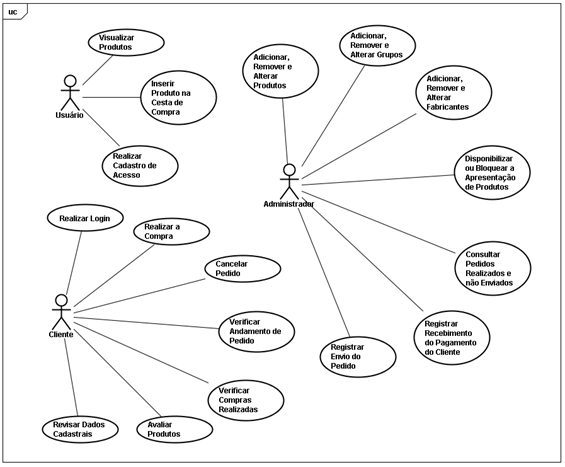 uc
Visualizar
Produtos
Inserir
Produto na
Cesta de
Compra
Usuário
Realizar
Cadastro de
Acesso
Adicionar,
Remover e
Alterar
Produtos
Adicionar,
Remover e
Alterar Grupos
Adicionar,
Remover e
Alterar
Fabricantes
Disponibilizar
ou Bloquear a
Apresentação
de Produtos
Administrador
Consultar
Pedidos
Realizados e
não Enviados
Registrar
Recebimento
do Pagamento
do Cliente
Registrar
Envio do
Pedido
Realizar Login
Realizar a
Compra
Cancelar
Pedido
Cliente
Verificar
Andamento de
Pedido
Verificar
Compras
Realizadas
Revisar Dados
Cadastrais
Avaliar
Produtos